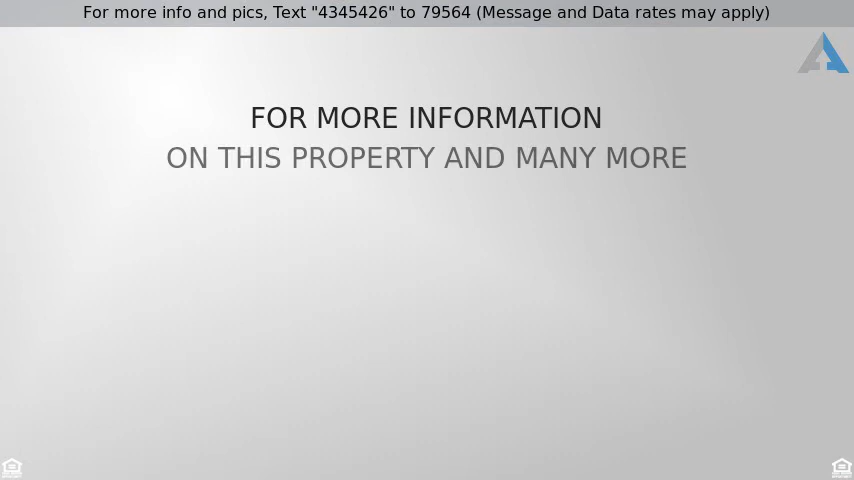 For more info and pics, Text "4345426" to 79564 (Message and Data rates may apply)
FOR MORE INFORMATION
ON THIS PROPERTY AND MANY MORE